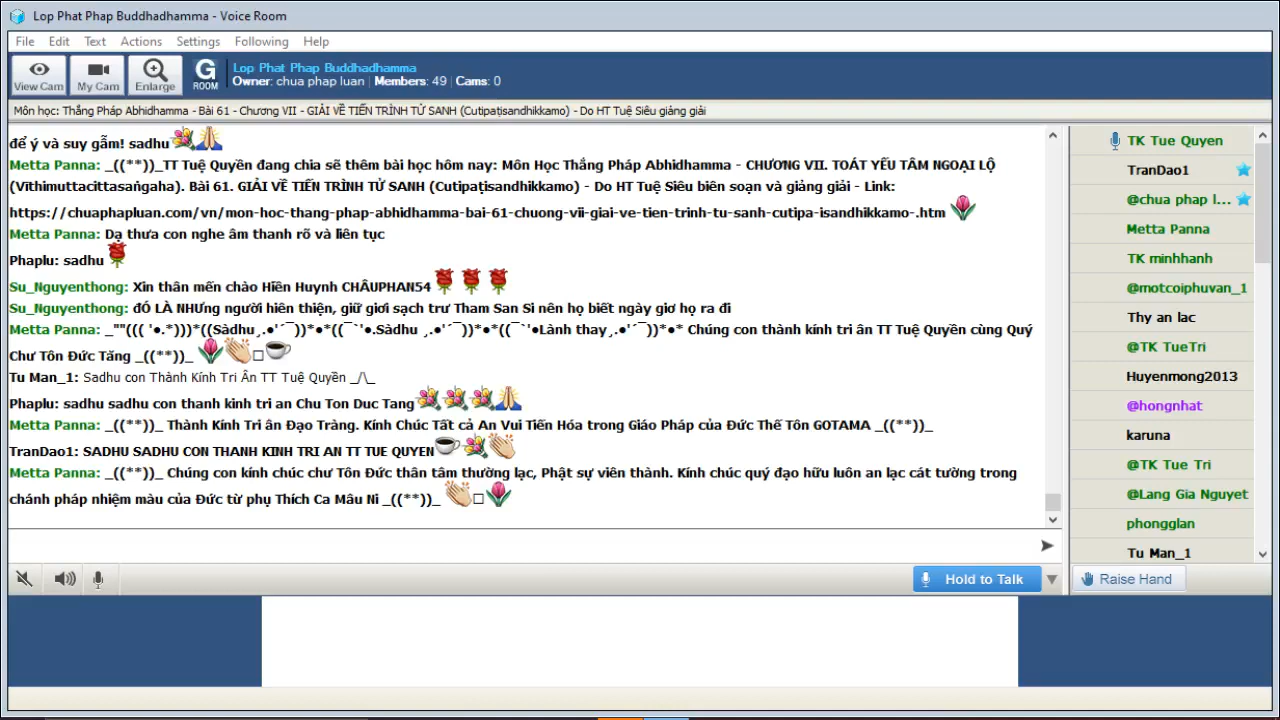 Lop Phat Phap Buddhadhamma - Voice Room
File Edit Text Actions Settings Following Help
View Cam My Cam Enlarge G ROOM
Lop Phat Phap Buddhadhamma
Owner: chua phap luan | Members: 49 | Cams: 0
Môn học: Thắng Pháp Abhidhamma - Bài 61 - Chương VII - GIẢI VỀ TIẾN TRÌNH TỬ SANH (Cutipaṭisandhikkamo) - Do HT Tuệ Siêu giảng giải
để ý và suy gẫm! sadhu
Metta Panna: _((**))_TT Tuệ Quyền đang chia sẽ thêm bài học hôm nay: Môn Học Thắng Pháp Abhidhamma - CHƯƠNG VII. TOÁT YẾU TÂM NGOẠI LỘ
(Vīthimuttacittasaṅgaha). Bài 61. GIẢI VỀ TIẾN TRÌNH TỬ SANH (Cutipaṭisandhikkamo) - Do HT Tuệ Siêu biên soạn và giảng giải - Link:
https://chuaphapluan.com/vn/mon-hoc-thang-phap-abhidhamma-bai-61-chuong-vii-giai-ve-tien-trinh-tu-sanh-cutipa-isandhikkamo-.htm
Metta Panna: Dạ thưa con nghe âm thanh rõ và liên tục
Phaplu: sadhu
Su_Nguyenthong: Xin thân mến chào Hiền Huynh CHÂUPHAN54
Su_Nguyenthong: đÓ LÀ NHƯng người hiên thiện, giữ giơi sạch trư Tham San Si nên họ biết ngày giơ họ ra đi
Metta Panna: _""((( '●.*)))*((Sàdhu¸.●'´¯))*●*((¯`'●.Sàdhu ¸.●'´¯))*●*((¯`'●Lành thay¸.●'´¯))*●* Chúng con thành kính tri ân TT Tuệ Quyền cùng Quý
Chư Tôn Đức Tăng _((**))_
Tu Man_1: Sadhu con Thành Kính Tri Ân TT Tuệ Quyền _/\_
Phaplu: sadhu sadhu con thanh kinh tri an Chu Ton Duc Tang
Metta Panna: _((**))_ Thành Kính Tri ân Đạo Tràng. Kính Chúc Tất cả An Vui Tiến Hóa trong Giáo Pháp của Đức Thế Tôn GOTAMA _((**))_
TranDao1: SADHU SADHU CON THANH KINH TRI AN TT TUE QUYEN
Metta Panna: _((**))_ Chúng con kính chúc chư Tôn Đức thân tâm thường lạc, Phật sự viên thành. Kính chúc quý đạo hữu luôn an lạc cát tường trong
chánh pháp nhiệm màu của Đức từ phụ Thích Ca Mâu Ni _((**))_
TK Tue Quyen
TranDao1
@chua phap l...
Metta Panna
TK minhhanh
@motcoiphuvan_1
Thy an lac
@TK TueTri
Huyenmong2013
@hongnhat
karuna
@TK Tue Tri
@Lang Gia Nguyet
phongglan
Tu Man_1
Hold to Talk
Raise Hand